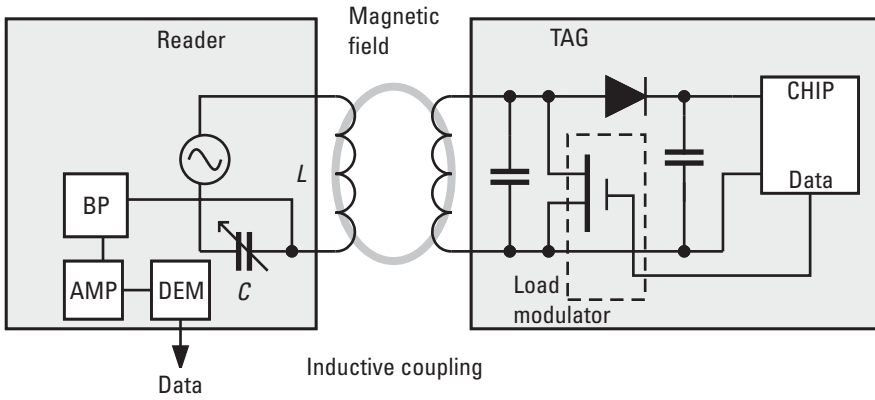 Reader
Magnetic
field
TAG
CHIP
Data
L
BP
AMP
DEM
C
Load
modulator
Data
Inductive coupling